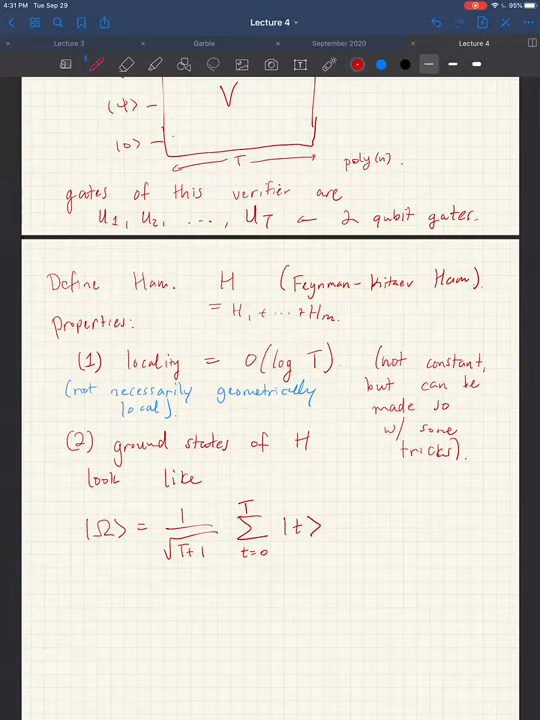 4:31 PM Tue Sep 29
95%
Lecture 4
Lecture 3
Garble
September 2020
Lecture 4
|ψ⟩
V
|0⟩
T
poly(n).
gates of this verifier are
U1, U2, ..., UT ← 2 qubit gates.
Define Ham. H (Feynman-Kitaev Ham).
= H1 + ... + Hm.
Properties:
(1) locality = O(log T). (not constant,
(not necessarily geometrically
local).
but can be
made so
w/ some
tricks).
(2) ground states of H
look like
|Ω⟩ = 1/√T+1 Σ t=0 T |t⟩